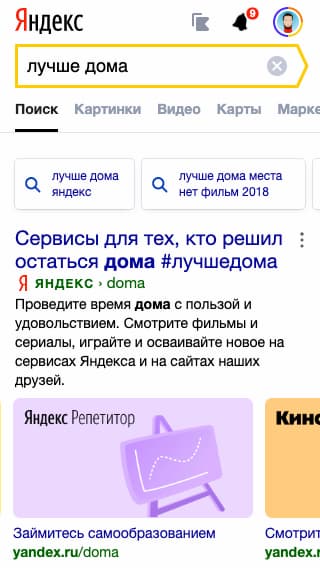 Яндекс
9
лучше дома
Поиск Картинки Видео Карты Марке
лучше дома
яндекс
лучше дома места
нет фильм 2018
Сервисы для тех, кто решил
остаться дома #лучшедома
Я ЯНДЕКС › doma
Проведите время дома с пользой и
удовольствием. Смотрите фильмы и
сериалы, играйте и осваивайте новое на
сервисах Яндекса и на сайтах наших
друзей.
Яндекс Репетитор
Кино
Займитесь самообразованием
Смотрит
yandex.ru/doma
yandex.